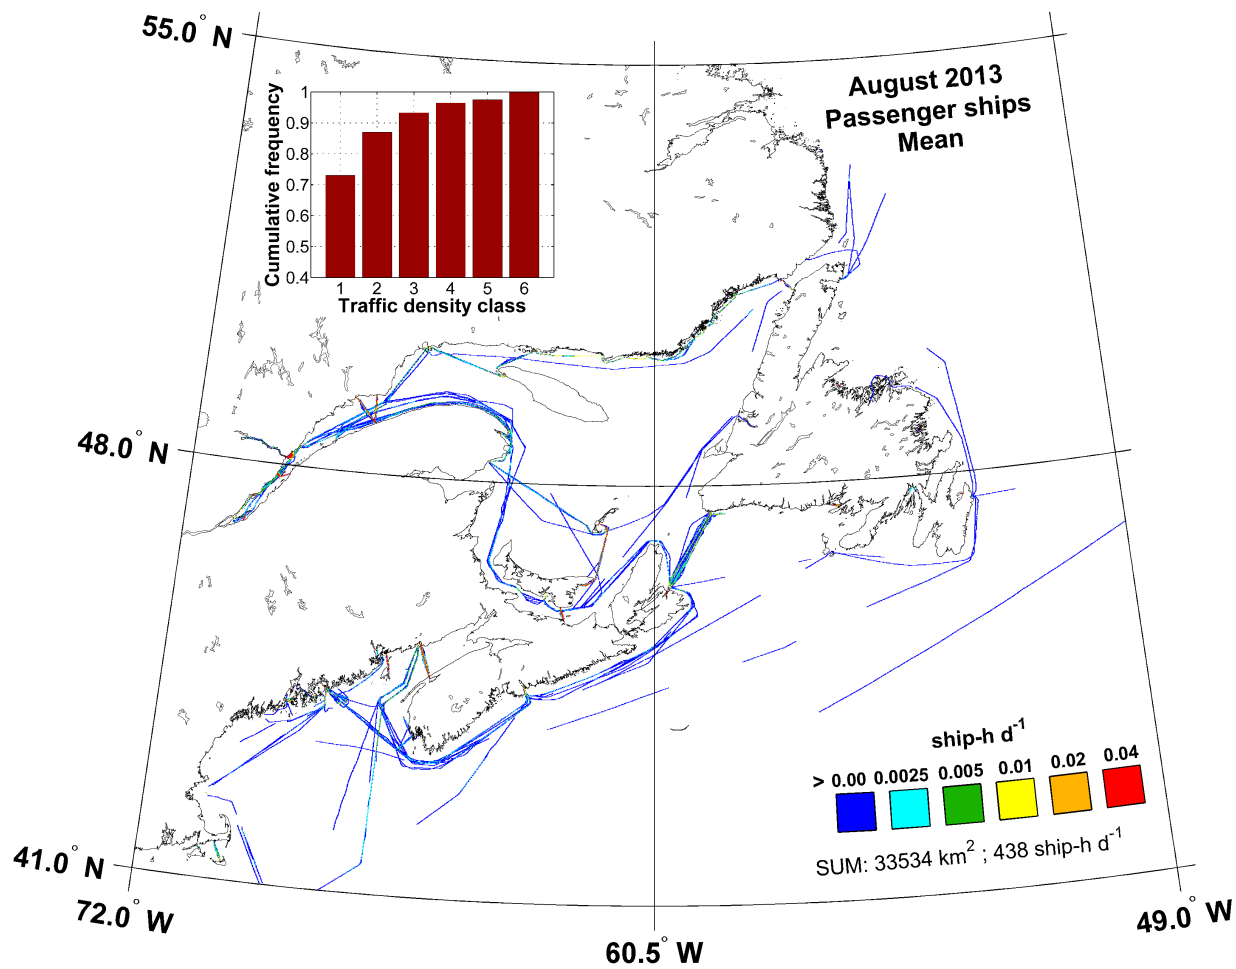 55.0° N
August 2013
Passenger ships
Mean
Cumulative frequency
1
0.9
0.8
0.7
0.6
0.5
0.4
1 2 3 4 5 6
Traffic density class
48.0° N
ship-h d⁻¹
> 0.00 0.0025 0.005 0.01 0.02 0.04
SUM: 33534 km² ; 438 ship-h d⁻¹
41.0° N
72.0° W
60.5° W
49.0° W